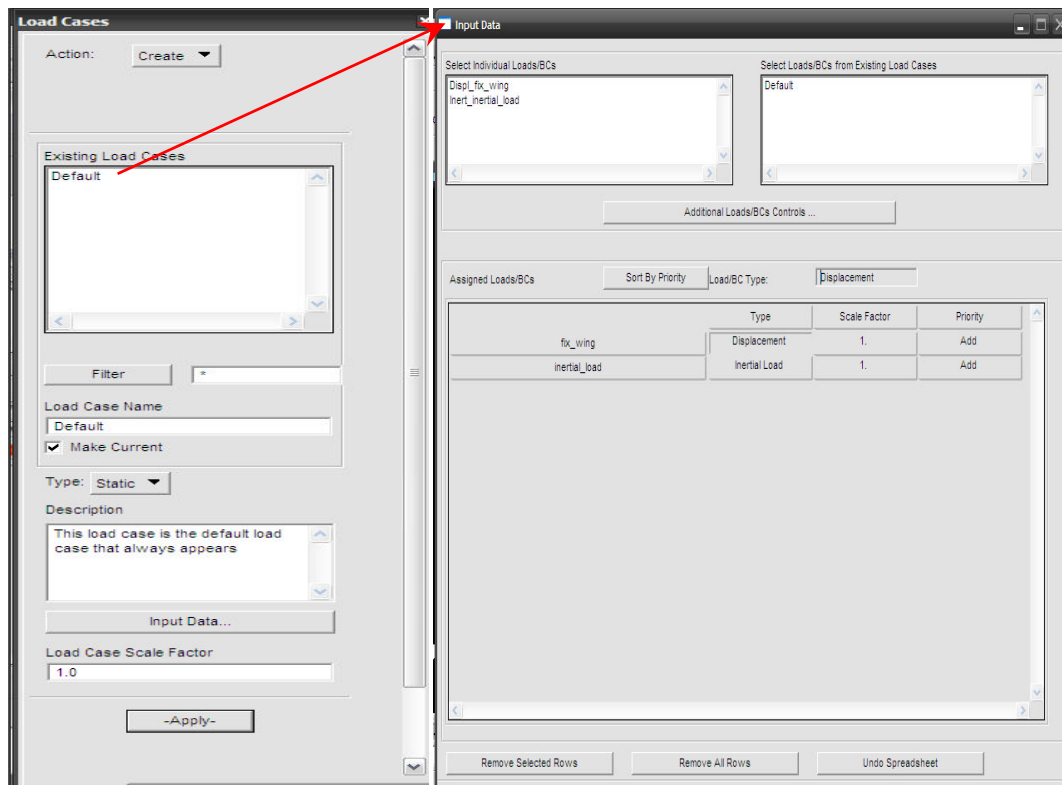 Load Cases
Action:
Create
Existing Load Cases
Default
Filter
*
Load Case Name
Default
Make Current
Type:
Static
Description
This load case is the default load
case that always appears
Input Data...
Load Case Scale Factor
1.0
-Apply-
Input Data
Select Individual Loads/BCs
Displ_fix_wing
Inert_inertial_load
Select Loads/BCs from Existing Load Cases
Default
Additional Loads/BCs Controls ...
Assigned Loads/BCs
Sort By Priority
Load/BC Type:
Displacement
Type Scale Factor Priority
fix_wing Displacement 1. Add
inertial_load Inertial Load 1. Add
Remove Selected Rows
Remove All Rows
Undo Spreadsheet